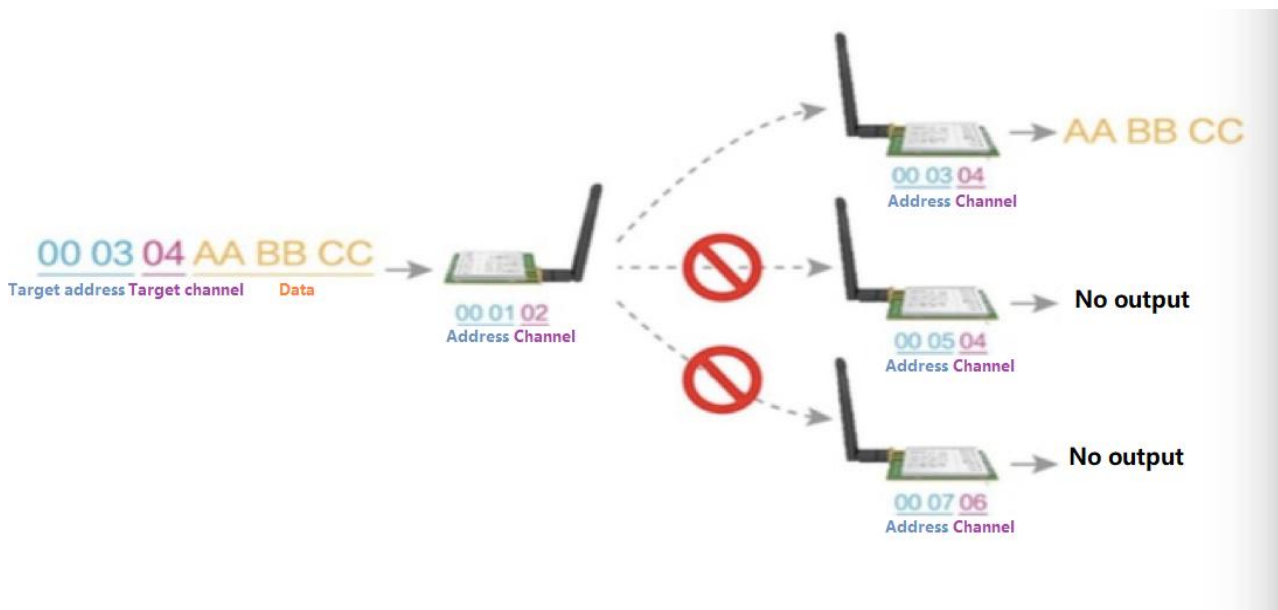 00 03 04 AA BB CC
Target address Target channel Data
00 01 02
Address Channel
AA BB CC
00 03 04
Address Channel
No output
00 05 04
Address Channel
No output
00 07 06
Address Channel